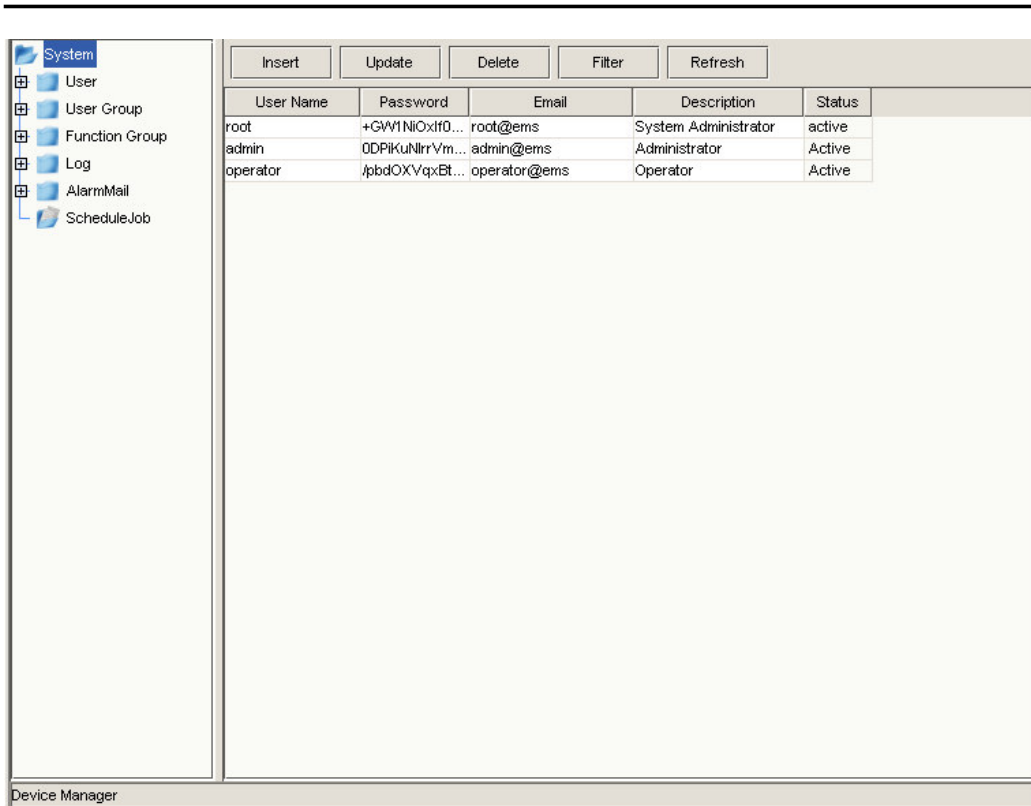 System
User
User Group
Function Group
Log
AlarmMail
ScheduleJob
Insert Update Delete Filter Refresh
User Name Password Email Description Status
root +GW1NiOxlf0... root@ems System Administrator active
admin 0DPiKuNlrrVm... admin@ems Administrator Active
operator /pbdOXVqxBt... operator@ems Operator Active
Device Manager